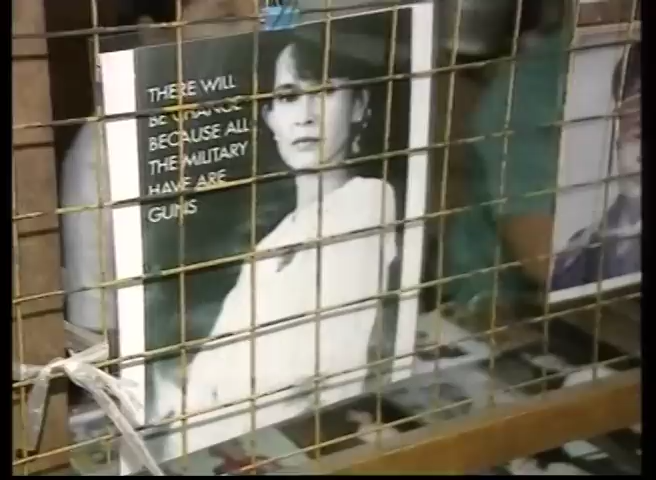 THERE WILL
BE CHANGE
BECAUSE ALL
THE MILITARY
HAVE ARE
GUNS